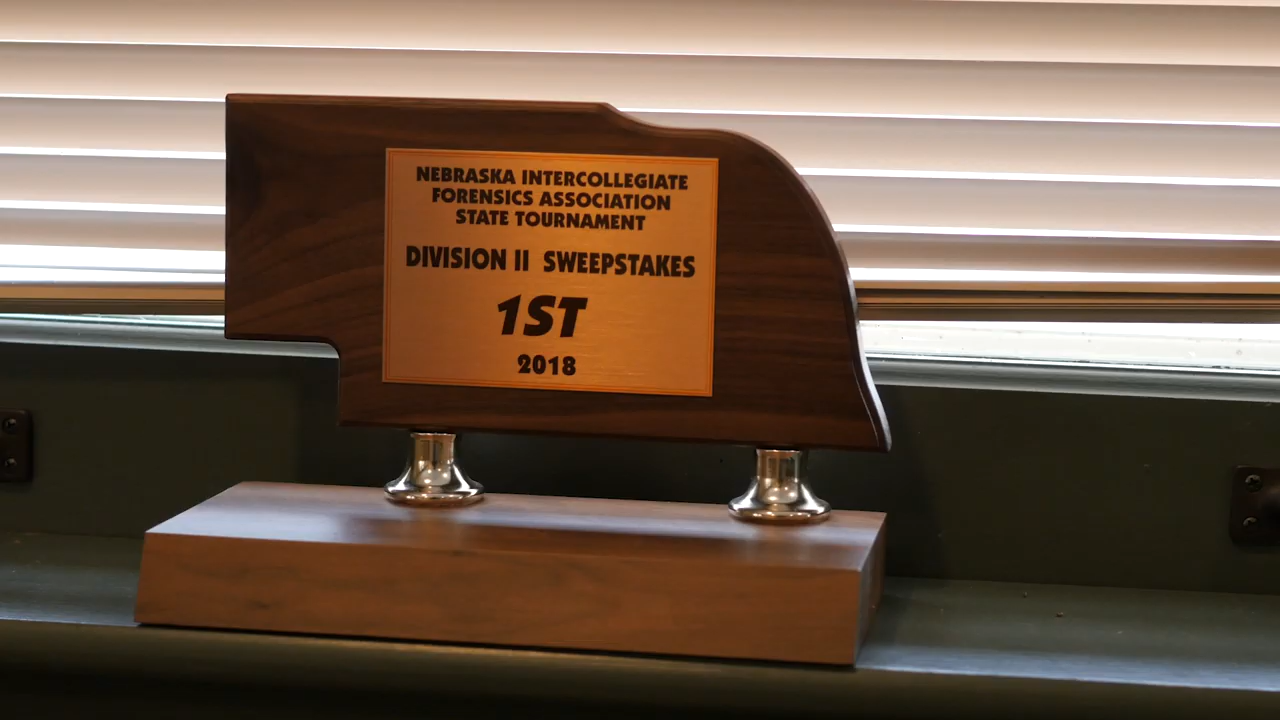 NEBRASKA INTERCOLLEGIATE
FORENSICS ASSOCIATION
STATE TOURNAMENT
DIVISION II SWEEPSTAKES
1ST
2018